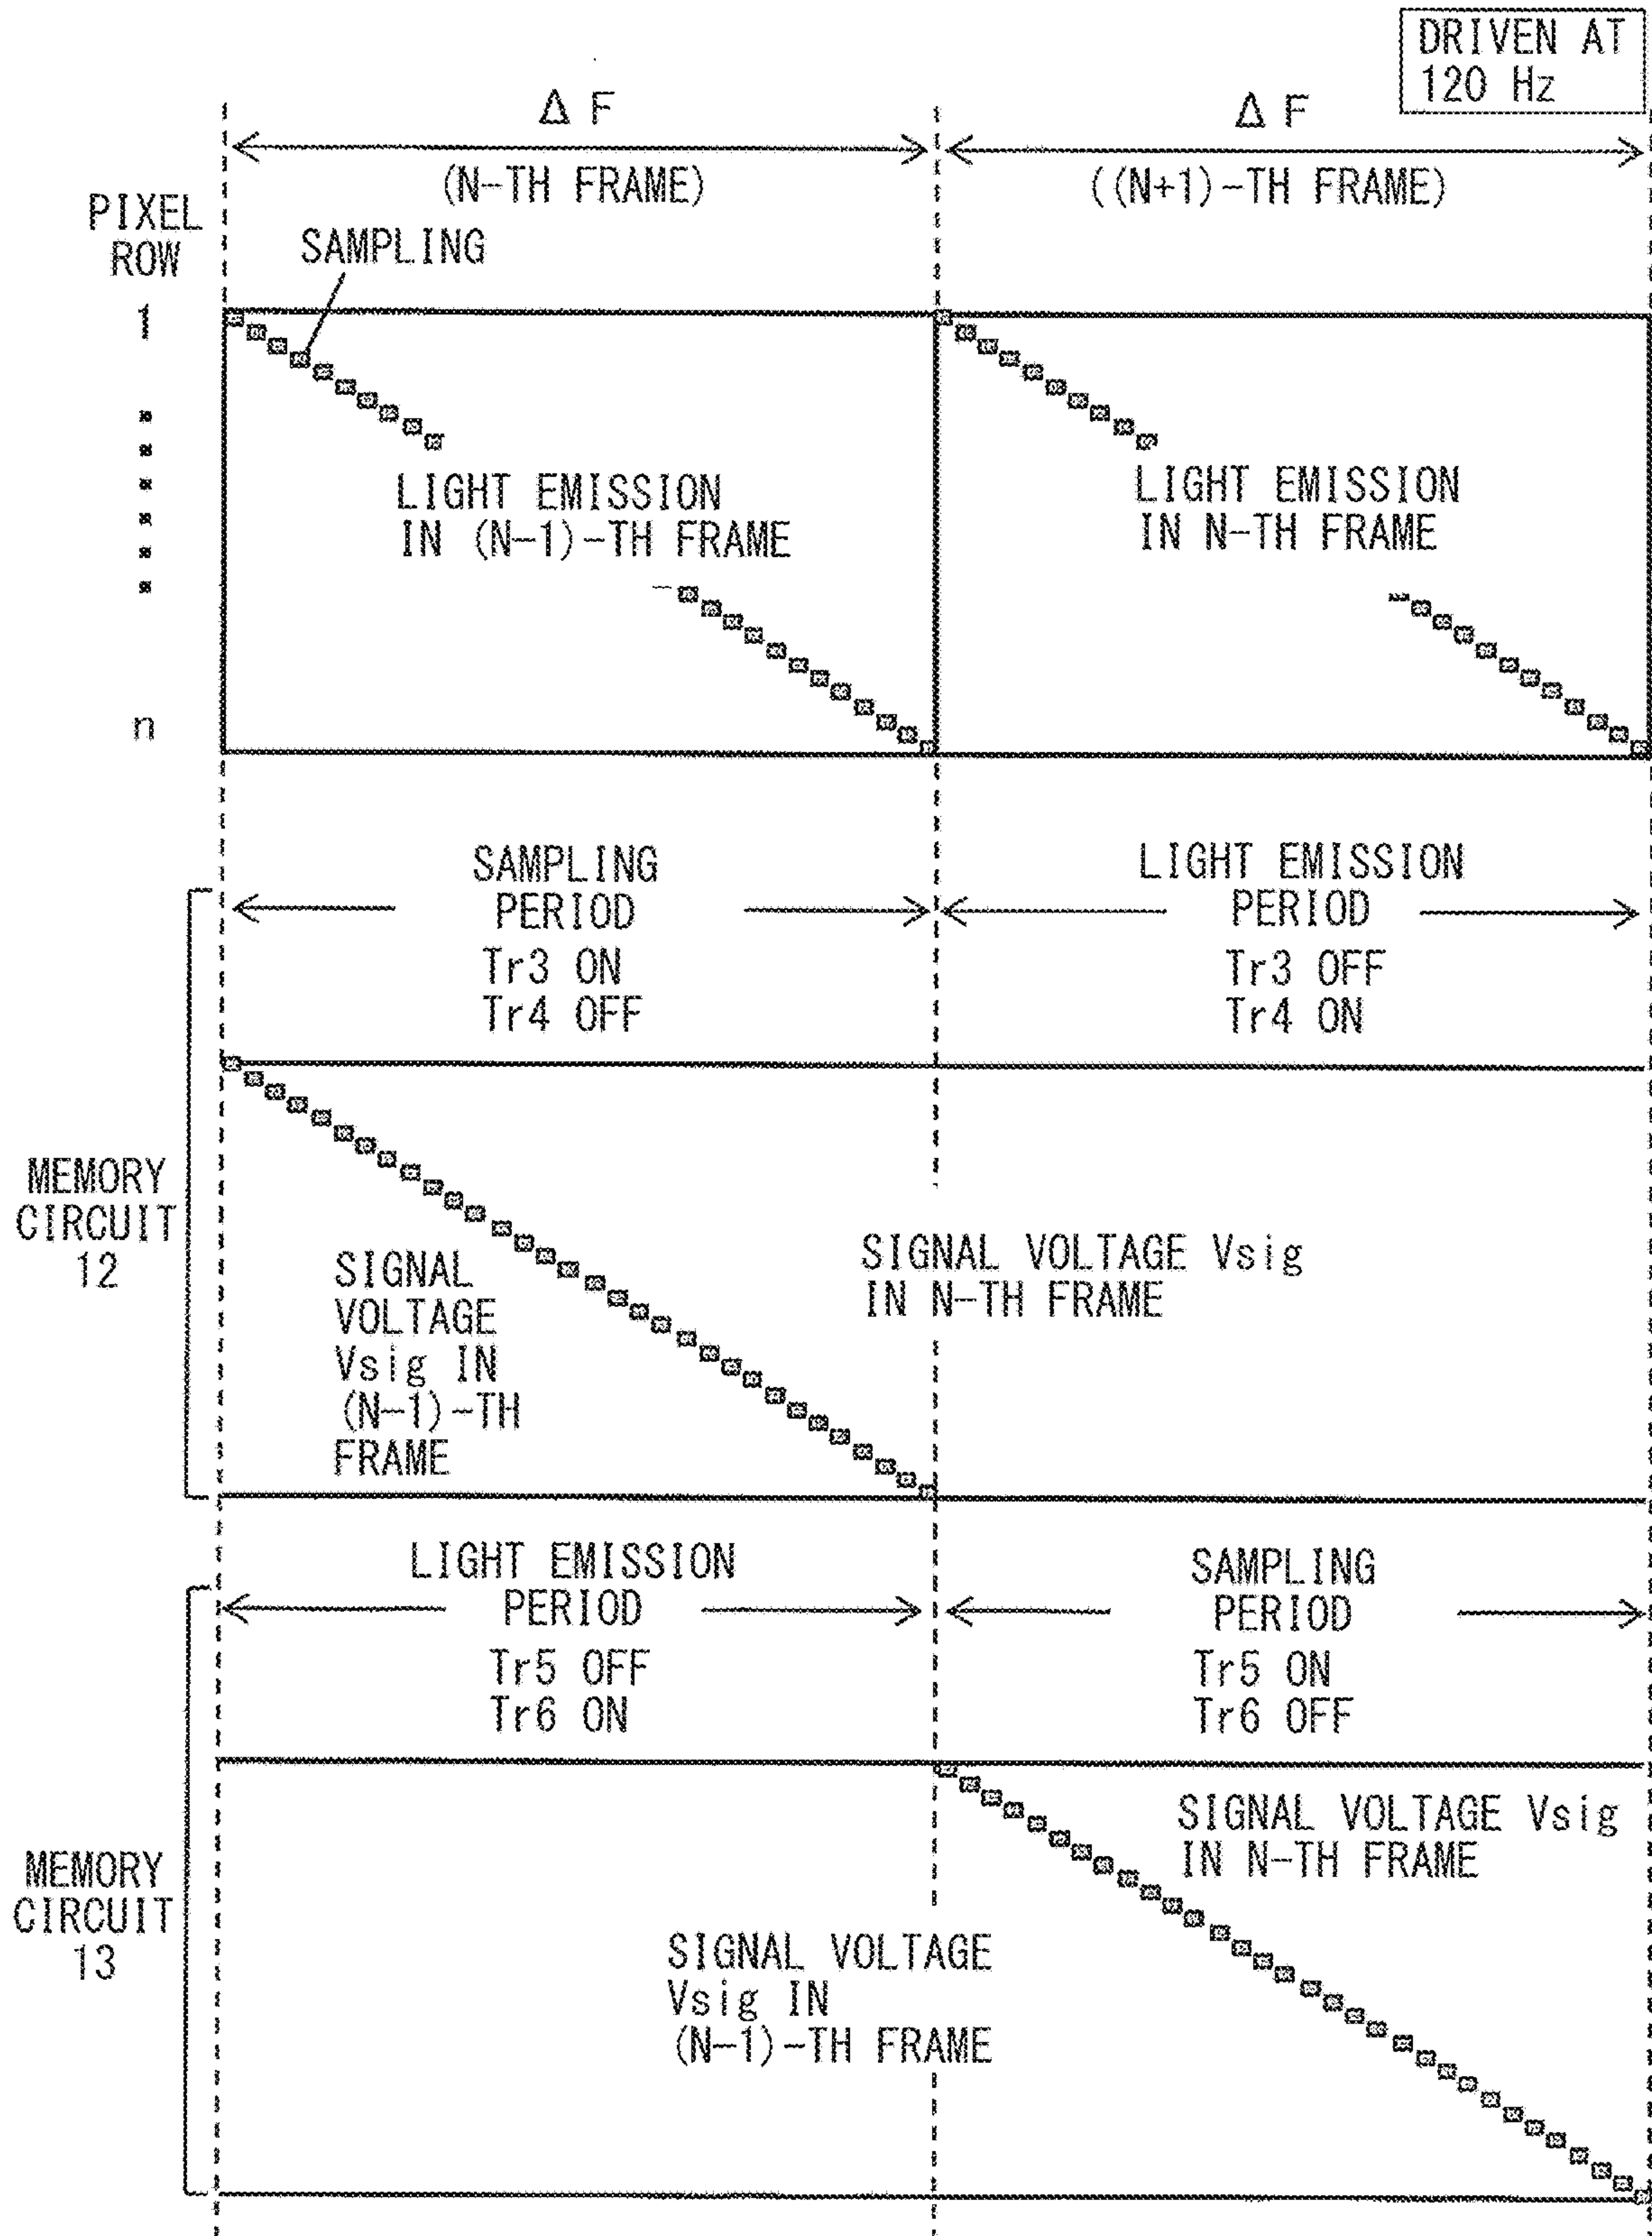 DRIVEN AT
120 Hz
Δ F
Δ F
(N-TH FRAME)
((N+1)-TH FRAME)
PIXEL
ROW
SAMPLING
1
n
LIGHT EMISSION
IN (N-1)-TH FRAME
LIGHT EMISSION
IN N-TH FRAME
SAMPLING
PERIOD
Tr3 ON
Tr4 OFF
LIGHT EMISSION
PERIOD
Tr3 OFF
Tr4 ON
MEMORY
CIRCUIT
12
SIGNAL
VOLTAGE
Vsig IN
(N-1)-TH
FRAME
SIGNAL VOLTAGE Vsig
IN N-TH FRAME
LIGHT EMISSION
PERIOD
Tr5 OFF
Tr6 ON
SAMPLING
PERIOD
Tr5 ON
Tr6 OFF
MEMORY
CIRCUIT
13
SIGNAL VOLTAGE
Vsig IN
(N-1)-TH FRAME
SIGNAL VOLTAGE Vsig
IN N-TH FRAME